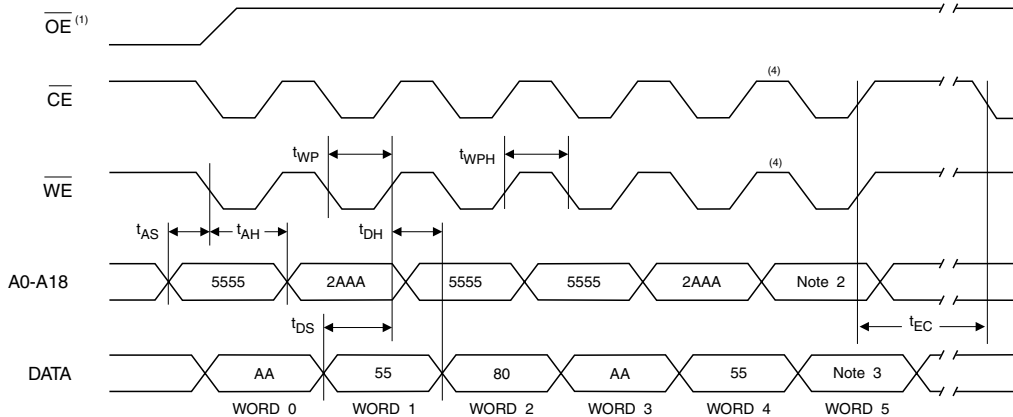 OE (1)
CE
(4)
tWP
tWPH
WE
(4)
tAS
tAH
tDH
A0-A18
5555
2AAA
5555
5555
2AAA
Note 2
tDS
tEC
DATA
AA
55
80
AA
55
Note 3
WORD 0
WORD 1
WORD 2
WORD 3
WORD 4
WORD 5